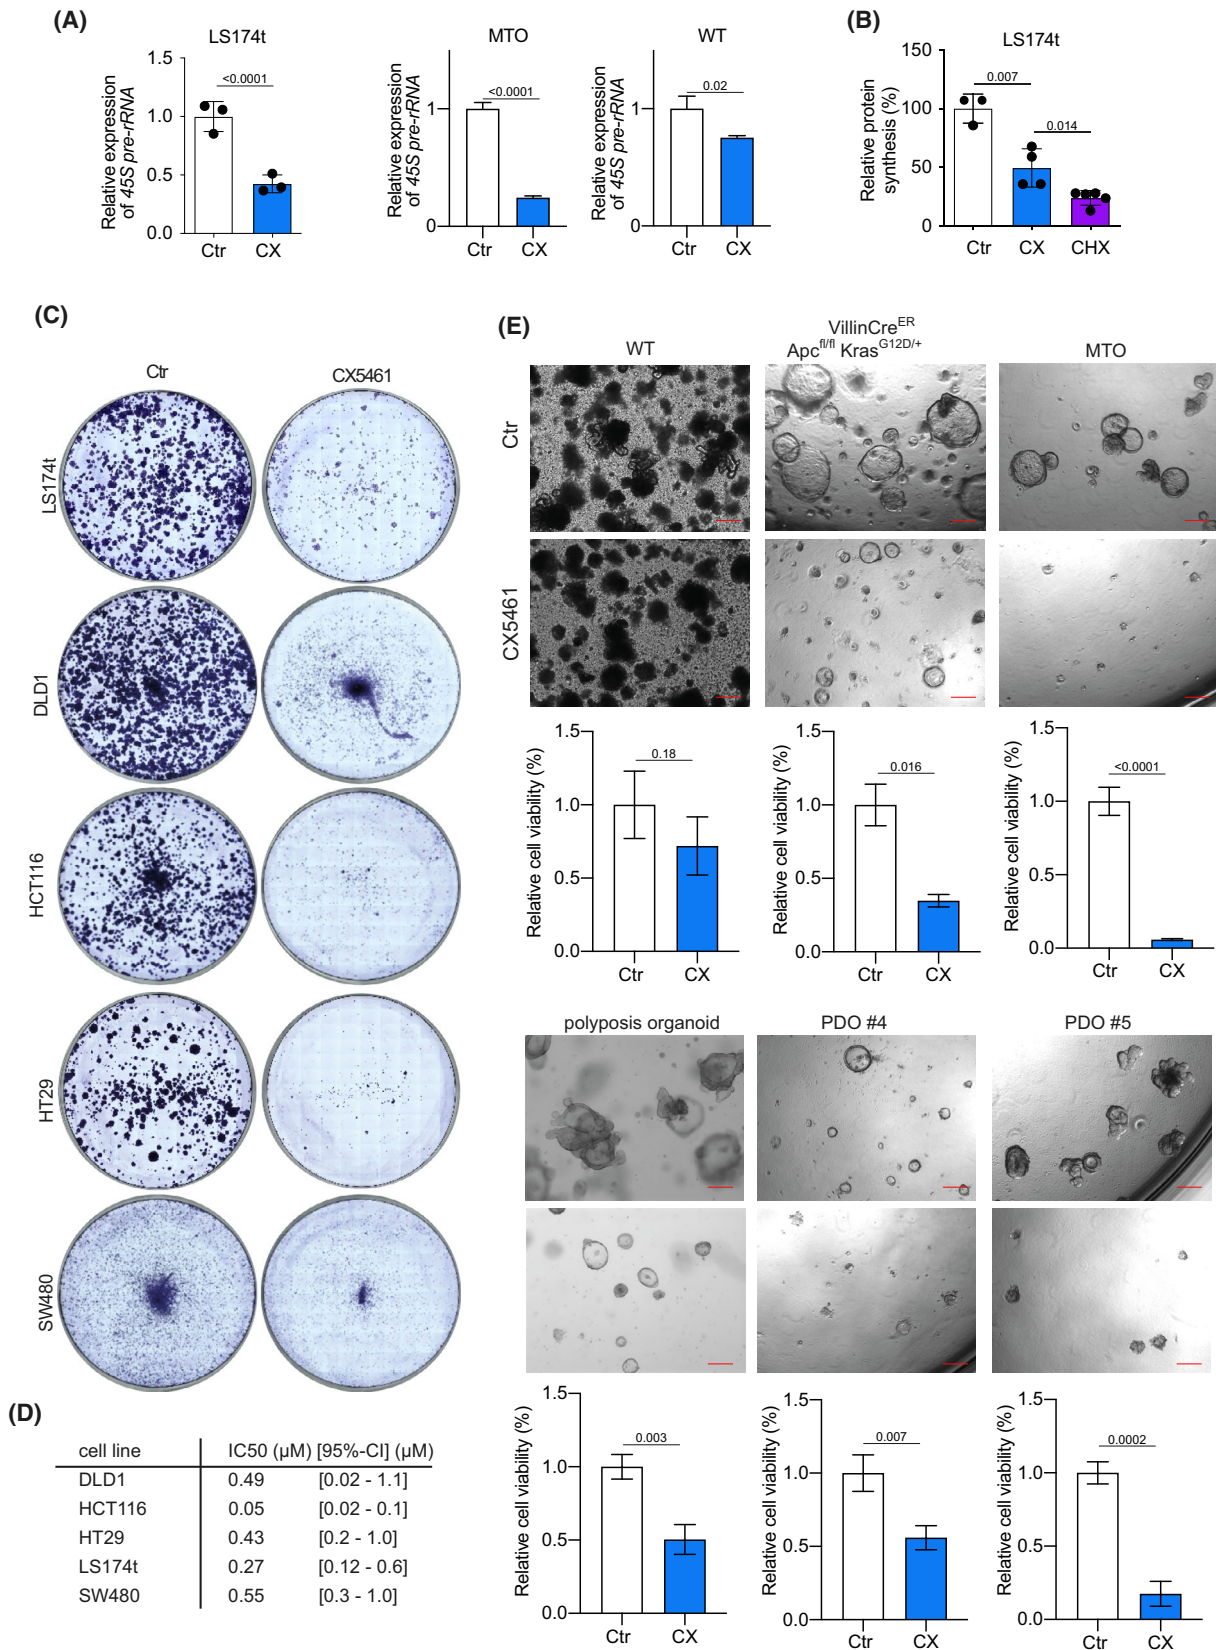 (A)
LS174t
Relative expression
of 45S pre-rRNA
1.5
1.0
0.5
0.0
<0.0001
Ctr
CX
MTO
Relative expression
of 45S pre-rRNA
1
0
<0.0001
Ctr
CX
WT
Relative expression
of 45S pre-rRNA
1
0
0.02
Ctr
CX
(B)
LS174t
Relative protein
synthesis (%)
150
100
50
0
0.007
0.014
Ctr
CX
CHX
(C)
Ctr
CX5461
LS174t
DLD1
HCT116
HT29
SW480
(D)
cell line IC50 (µM) [95%-CI] (µM)
DLD1 0.49 [0.02 - 1.1]
HCT116 0.05 [0.02 - 0.1]
HT29 0.43 [0.2 - 1.0]
LS174t 0.27 [0.12 - 0.6]
SW480 0.55 [0.3 - 1.0]
(E)
WT
VillinCreER
Apcfl/fl KrasG12D/+
MTO
Ctr
CX5461
Relative cell viability (%)
1.5
1.0
0.5
0.0
0.18
Ctr
CX
Relative cell viability (%)
1.5
1.0
0.5
0.0
0.016
Ctr
CX
Relative cell viability (%)
1.5
1.0
0.5
0.0
<0.0001
Ctr
CX
polyposis organoid
PDO #4
PDO #5
Relative cell viability (%)
1.5
1.0
0.5
0.0
0.003
Ctr
CX
Relative cell viability (%)
1.5
1.0
0.5
0.0
0.007
Ctr
CX
Relative cell viability (%)
1.5
1.0
0.5
0.0
0.0002
Ctr
CX